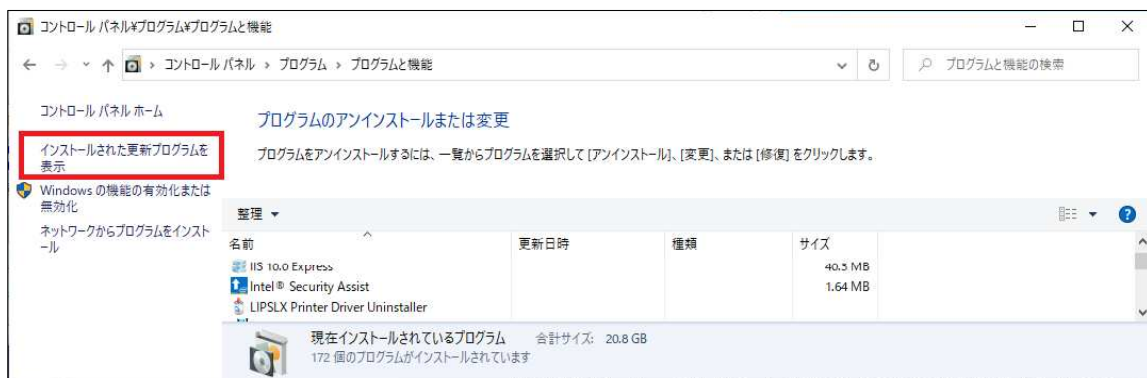 コントロール パネル¥プログラム¥プログラムと機能
コントロール パネル › プログラム › プログラムと機能
プログラムと機能の検索
コントロール パネル ホーム
インストールされた更新プログラムを
表示
Windows の機能の有効化または
無効化
ネットワークからプログラムをインスト
ール
プログラムのアンインストールまたは変更
プログラムをアンインストールするには、一覧からプログラムを選択して [アンインストール]、[変更]、または [修復] をクリックします。
整理
名前 更新日時 種類 サイズ
IIS 10.0 Express 40.3 MB
Intel® Security Assist 1.64 MB
LIPSLX Printer Driver Uninstaller
現在インストールされているプログラム 合計サイズ: 20.8 GB
172 個のプログラムがインストールされています